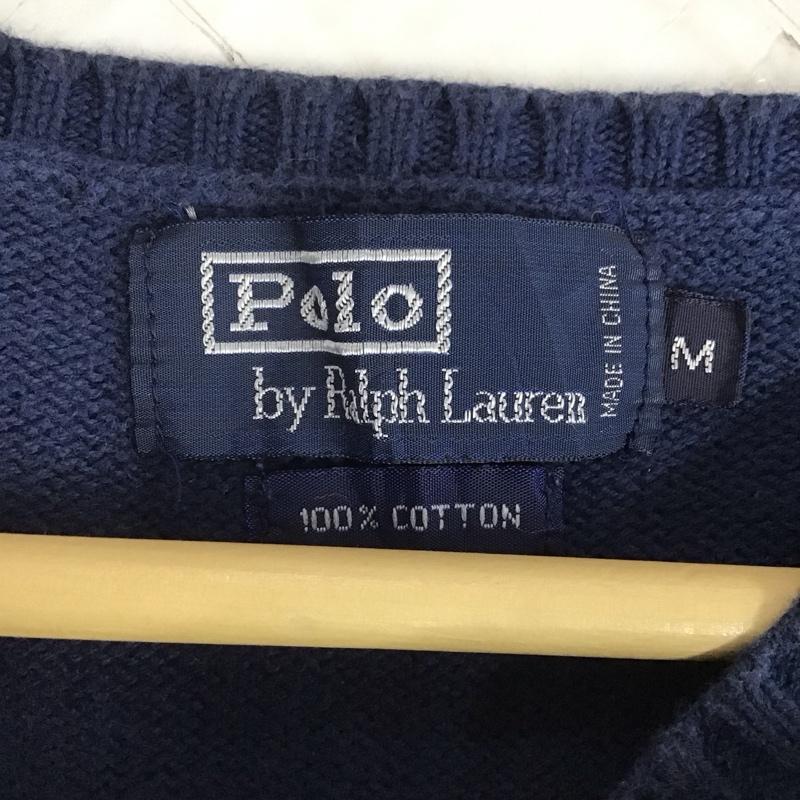 Polo
by Ralph Lauren
MADE IN CHINA
M
100% COTTON